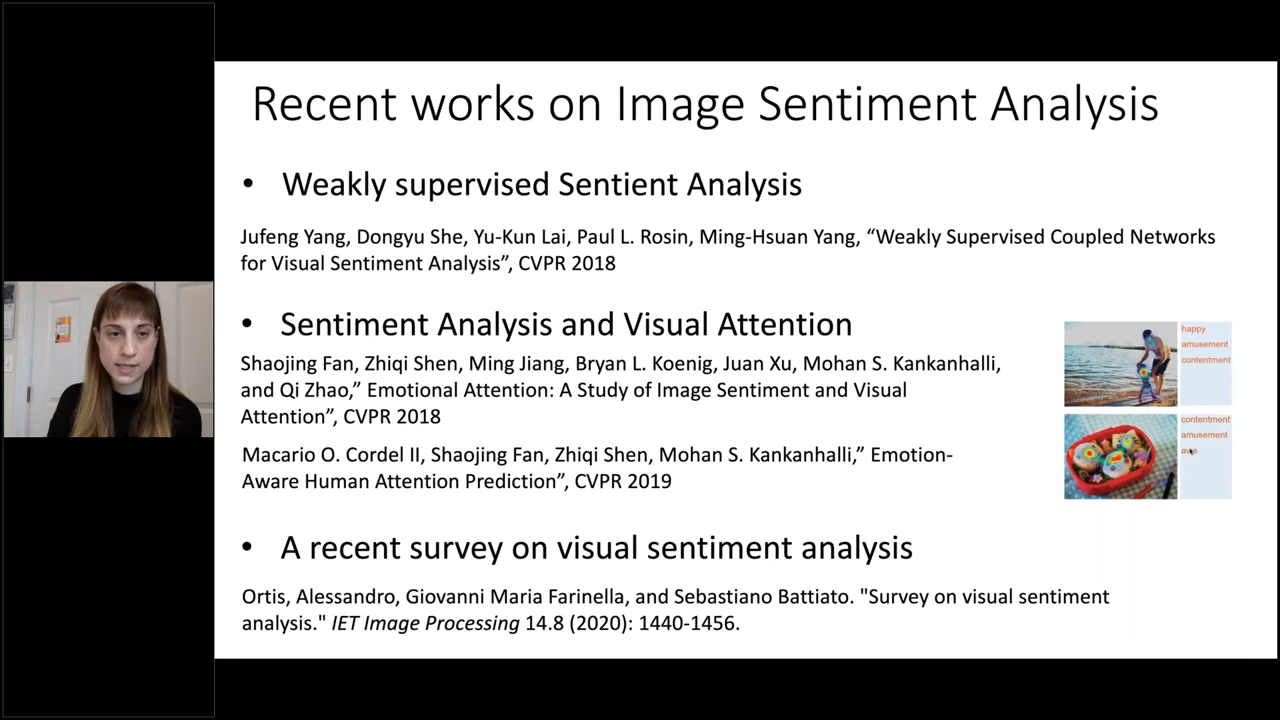 Recent works on Image Sentiment Analysis
• Weakly supervised Sentient Analysis
Jufeng Yang, Dongyu She, Yu-Kun Lai, Paul L. Rosin, Ming-Hsuan Yang, “Weakly Supervised Coupled Networks
for Visual Sentiment Analysis”, CVPR 2018
• Sentiment Analysis and Visual Attention
Shaojing Fan, Zhiqi Shen, Ming Jiang, Bryan L. Koenig, Juan Xu, Mohan S. Kankanhalli,
and Qi Zhao,” Emotional Attention: A Study of Image Sentiment and Visual
Attention”, CVPR 2018
Macario O. Cordel II, Shaojing Fan, Zhiqi Shen, Mohan S. Kankanhalli,” Emotion-
Aware Human Attention Prediction”, CVPR 2019
happy
amusement
contentment
contentment
amusement
• A recent survey on visual sentiment analysis
Ortis, Alessandro, Giovanni Maria Farinella, and Sebastiano Battiato. "Survey on visual sentiment
analysis." IET Image Processing 14.8 (2020): 1440-1456.